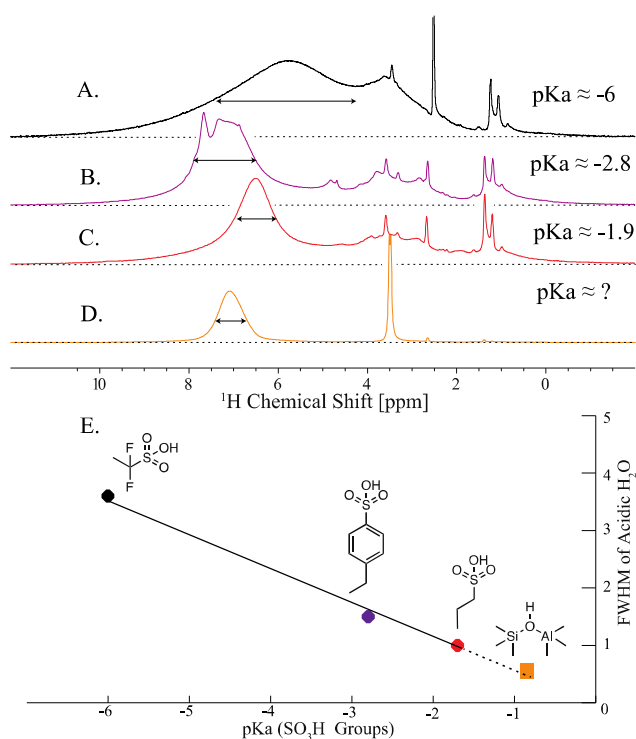 A.
pKa ≈ -6
B.
pKa ≈ -2.8
C.
pKa ≈ -1.9
D.
pKa ≈ ?
10 8 6 4 2 0
¹H Chemical Shift [ppm]
E.
5
4
3
2
1
0
FWHM of Acidic H₂O
O
OH
S
O
F
F
OH
O
S
O
OH
O
S
O
H
O
Si
Al
-6 -5 -4 -3 -2 -1
pKa (SO₃H Groups)